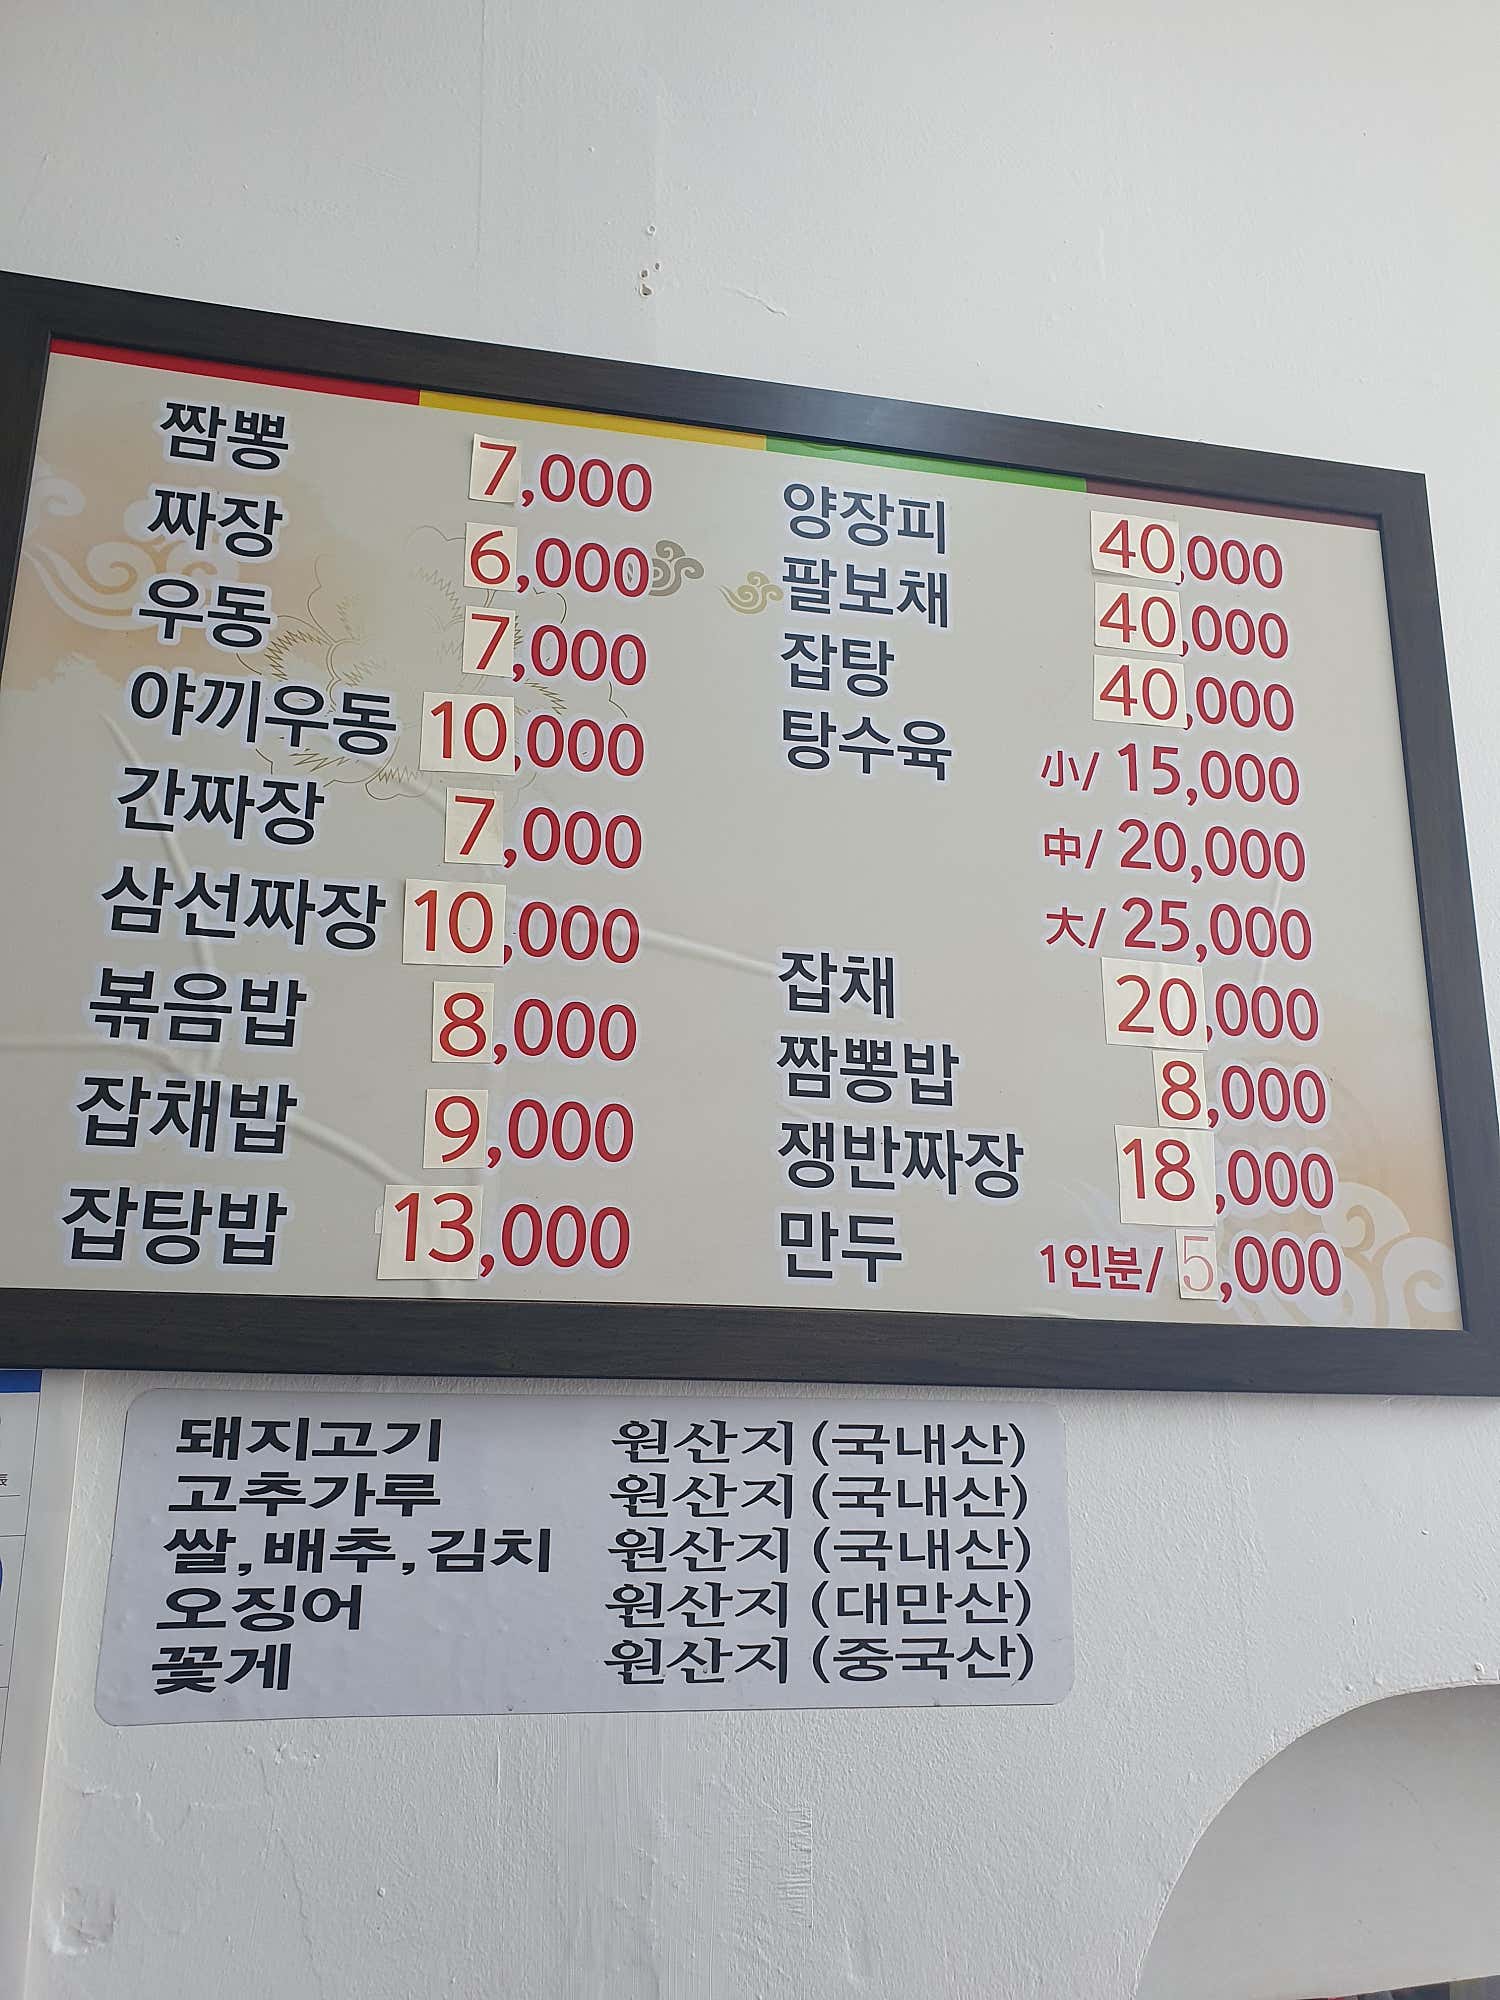 짬뽕 7,000
짜장 6,000
우동 7,000
야끼우동 10,000
간짜장 7,000
삼선짜장 10,000
볶음밥 8,000
잡채밥 9,000
잡탕밥 13,000
양장피 40,000
팔보채 40,000
잡탕 40,000
탕수육 小/ 15,000
中/ 20,000
大/ 25,000
잡채 20,000
짬뽕밥 8,000
쟁반짜장 18,000
만두 1인분/ 5,000
돼지고기 원산지(국내산)
고추가루 원산지(국내산)
쌀,배추,김치 원산지(국내산)
오징어 원산지(대만산)
꽃게 원산지(중국산)